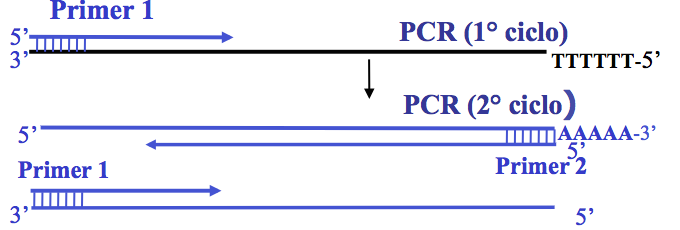 Primer 1
5’
PCR (1° ciclo)
3’
TTTTTT-5’
PCR (2° ciclo)
5’
AAAAA-3’
5’
Primer 1
Primer 2
3’
5’